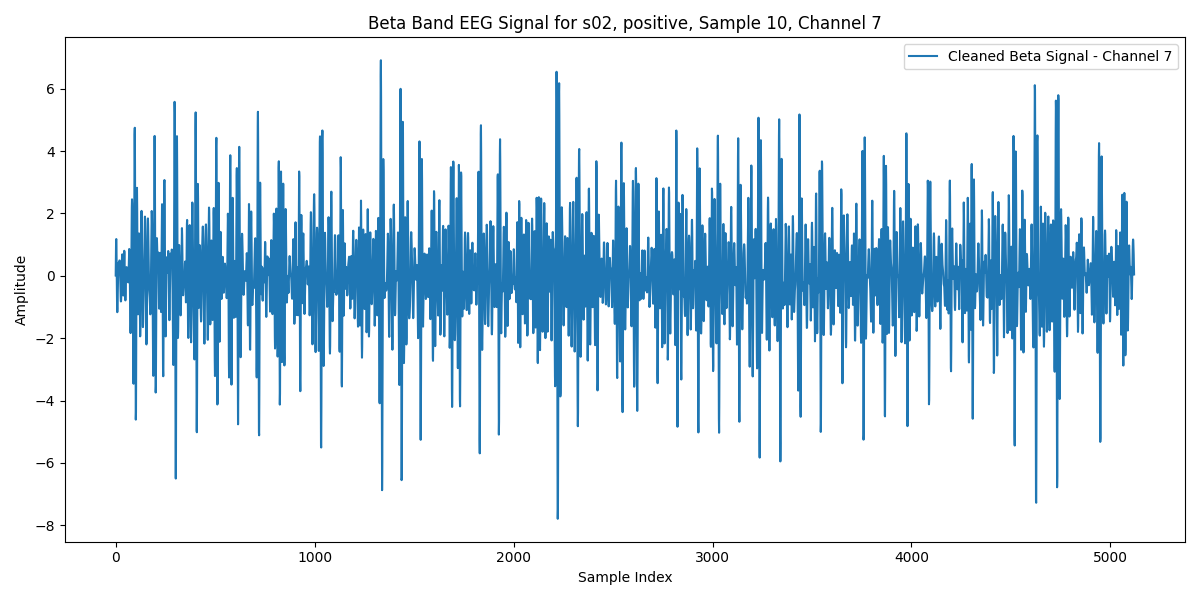 Beta Band EEG Signal for s02, positive, Sample 10, Channel 7
Cleaned Beta Signal - Channel 7
Amplitude
6
4
2
0
−2
−4
−6
−8
0 1000 2000 3000 4000 5000
Sample Index